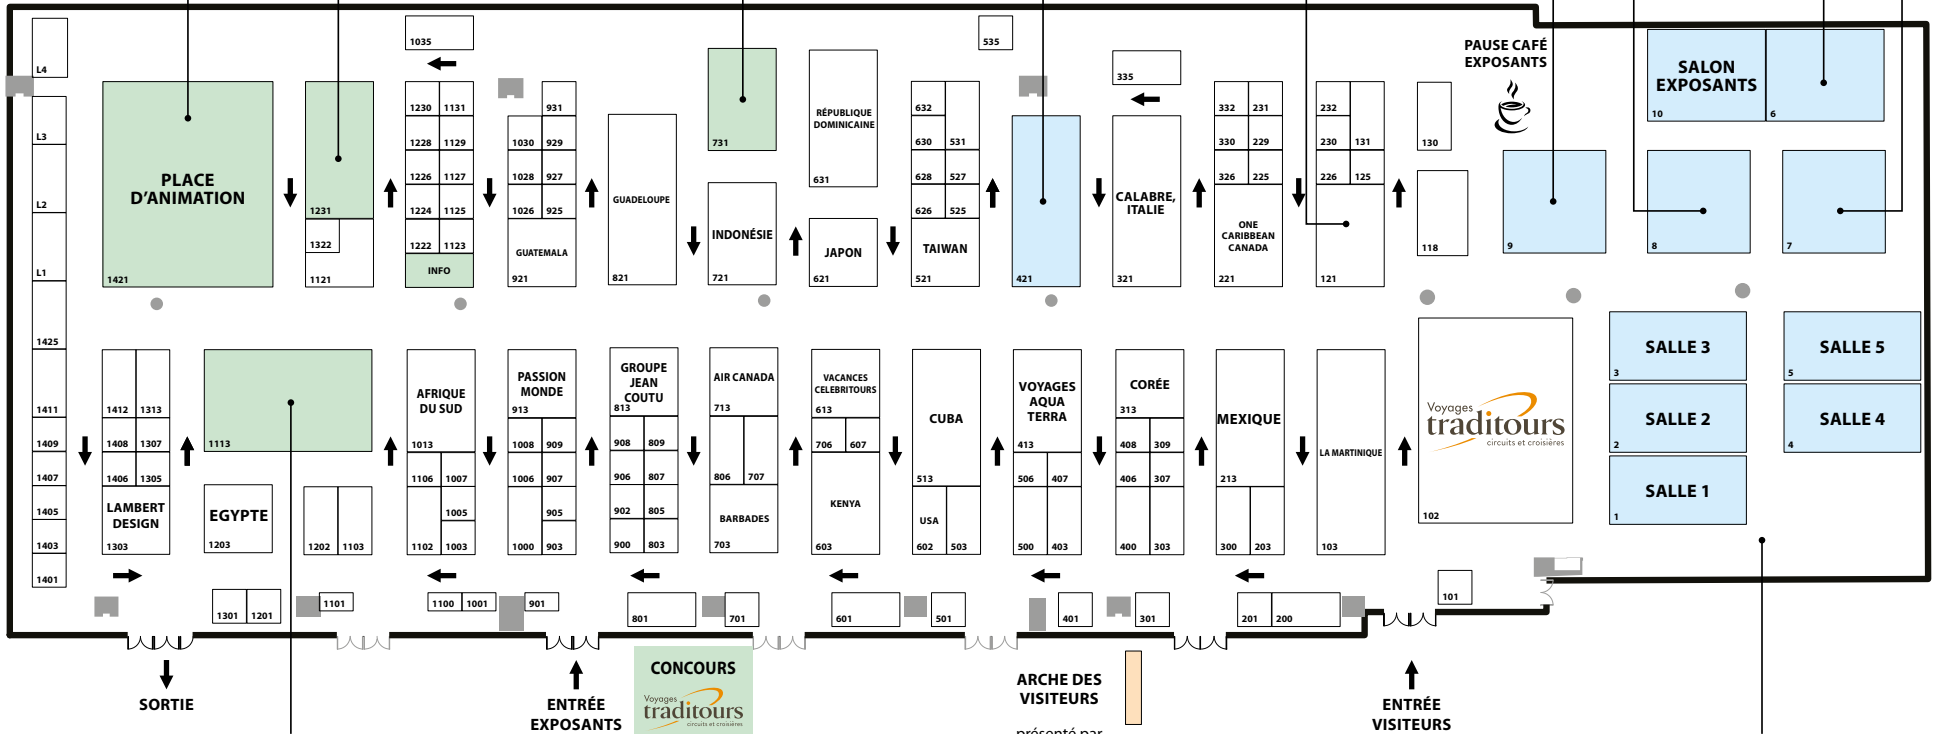 L4
L3
L2
L1
1425
1411
1409
1407
1405
1403
1401
PLACE
D'ANIMATION
1421
1231
1322
1121
1035
1230 1131
1228 1129
1226 1127
1224 1125
1222 1123
INFO
931
1030 929
1028 927
1026 925
GUATEMALA
921
GUADELOUPE
821
731
INDONÉSIE
721
RÉPUBLIQUE
DOMINICAINE
631
JAPON
621
535
632
630 531
628 527
626 525
TAIWAN
521
421
335
CALABRE,
ITALIE
321
332 231
330 229
326 225
ONE
CARIBBEAN
CANADA
221
232
230 131
226 125
121
130
118
PAUSE CAFÉ
EXPOSANTS
SALON
EXPOSANTS
10
6
9
8
7
1412 1313
1408 1307
1406 1305
LAMBERT
DESIGN
1303
1113
EGYPTE
1203
1202 1103
AFRIQUE
DU SUD
1013
1106 1007
1005
1102 1003
PASSION
MONDE
913
1008 909
1006 907
905
1000 903
GROUPE
JEAN
COUTU
813
908 809
906 807
902 805
900 803
AIR CANADA
713
806 707
BARBADES
703
VACANCES
CELEBRITOURS
613
706 607
KENYA
603
CUBA
513
USA
602 503
VOYAGES
AQUA
TERRA
413
506 407
500 403
CORÉE
313
408 309
406 307
400 303
MEXIQUE
213
300 203
LA MARTINIQUE
103
Voyages
traditours
circuits et croisières
102
SALLE 3
3
SALLE 5
5
SALLE 2
2
SALLE 4
4
SALLE 1
1
1301 1201
1101
1100 1001
901
801
701
601
501
401
301
201 200
101
SORTIE
ENTRÉE
EXPOSANTS
CONCOURS
Voyages
traditours
circuits et croisières
ARCHE DES
VISITEURS
présenté par
ENTRÉE
VISITEURS